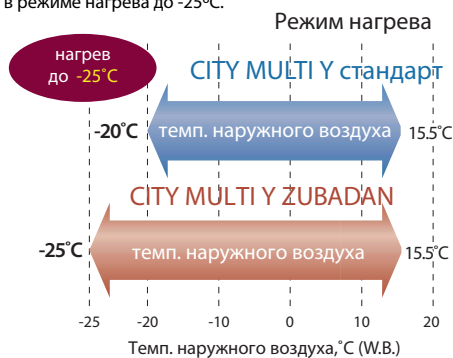 в режиме нагрева до -25ºC.
Режим нагрева
нагрев
до -25˚C
CITY MULTI Y стандарт
-20˚C темп. наружного воздуха 15.5˚C
CITY MULTI Y ZUBADAN
-25˚C темп. наружного воздуха 15.5˚C
-25 -20 -10 0 10 20
Темп. наружного воздуха,˚C (W.B.)